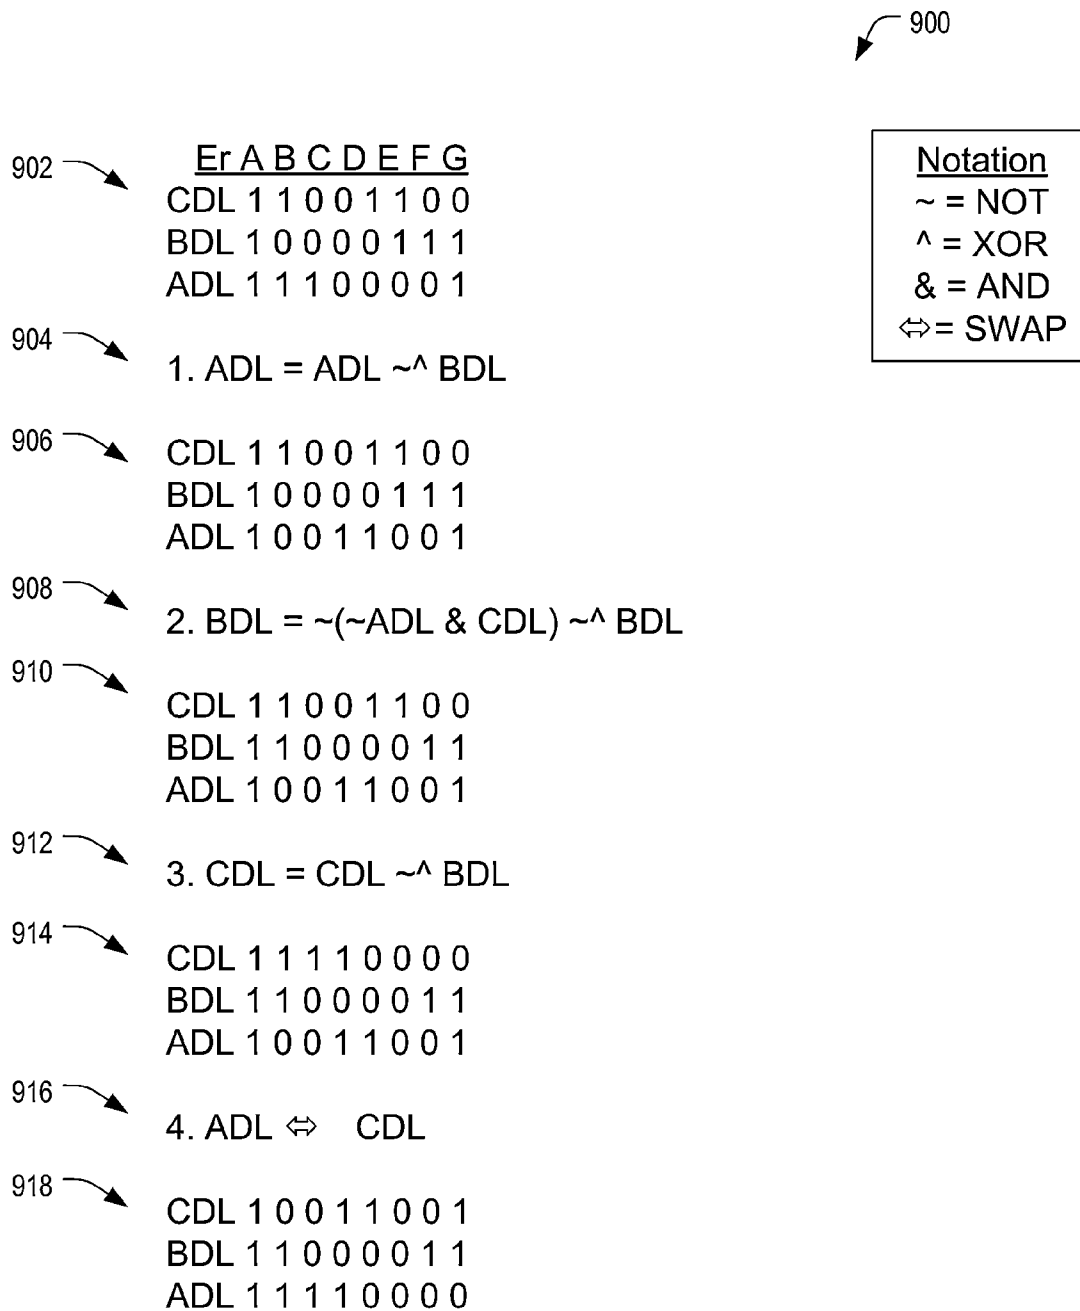 900
Notation
~ = NOT
^ = XOR
& = AND
⇔ = SWAP
902
Er A B C D E F G
CDL 1 1 0 0 1 1 0 0
BDL 1 0 0 0 0 1 1 1
ADL 1 1 1 0 0 0 0 1
904
1. ADL = ADL ~^ BDL
906
CDL 1 1 0 0 1 1 0 0
BDL 1 0 0 0 0 1 1 1
ADL 1 0 0 1 1 0 0 1
908
2. BDL = ~(~ADL & CDL) ~^ BDL
910
CDL 1 1 0 0 1 1 0 0
BDL 1 1 0 0 0 0 1 1
ADL 1 0 0 1 1 0 0 1
912
3. CDL = CDL ~^ BDL
914
CDL 1 1 1 1 0 0 0 0
BDL 1 1 0 0 0 0 1 1
ADL 1 0 0 1 1 0 0 1
916
4. ADL ⇔ CDL
918
CDL 1 0 0 1 1 0 0 1
BDL 1 1 0 0 0 0 1 1
ADL 1 1 1 1 0 0 0 0